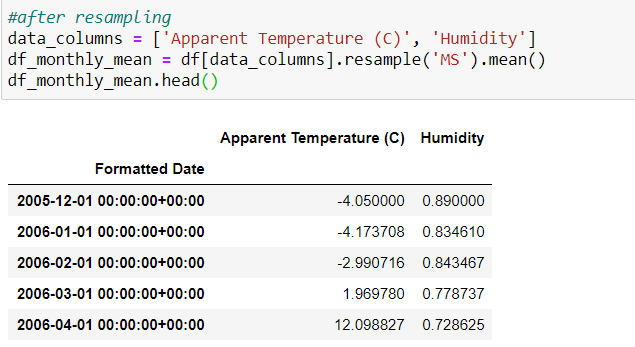 #after resampling
data_columns = ['Apparent Temperature (C)', 'Humidity']
df_monthly_mean = df[data_columns].resample('MS').mean()
df_monthly_mean.head()
Apparent Temperature (C) Humidity
Formatted Date
2005-12-01 00:00:00+00:00 -4.050000 0.890000
2006-01-01 00:00:00+00:00 -4.173708 0.834610
2006-02-01 00:00:00+00:00 -2.990716 0.843467
2006-03-01 00:00:00+00:00 1.969780 0.778737
2006-04-01 00:00:00+00:00 12.098827 0.728625